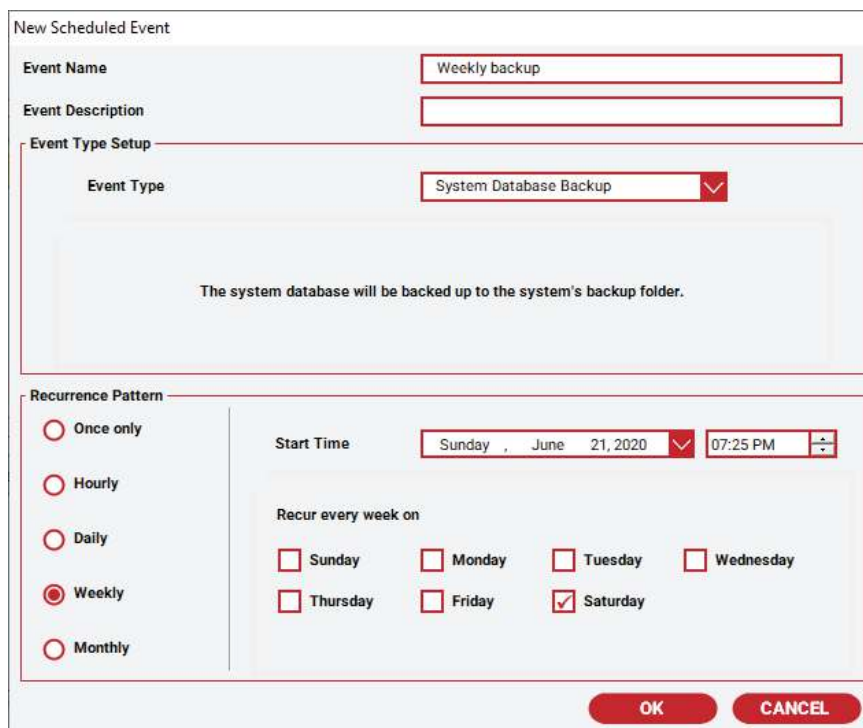 New Scheduled Event
Event Name Weekly backup
Event Description
Event Type Setup
Event Type System Database Backup
The system database will be backed up to the system's backup folder.
Recurrence Pattern
Once only
Hourly
Daily
Weekly
Monthly
Start Time Sunday , June 21, 2020 07:25 PM
Recur every week on
Sunday Monday Tuesday Wednesday
Thursday Friday Saturday
OK CANCEL